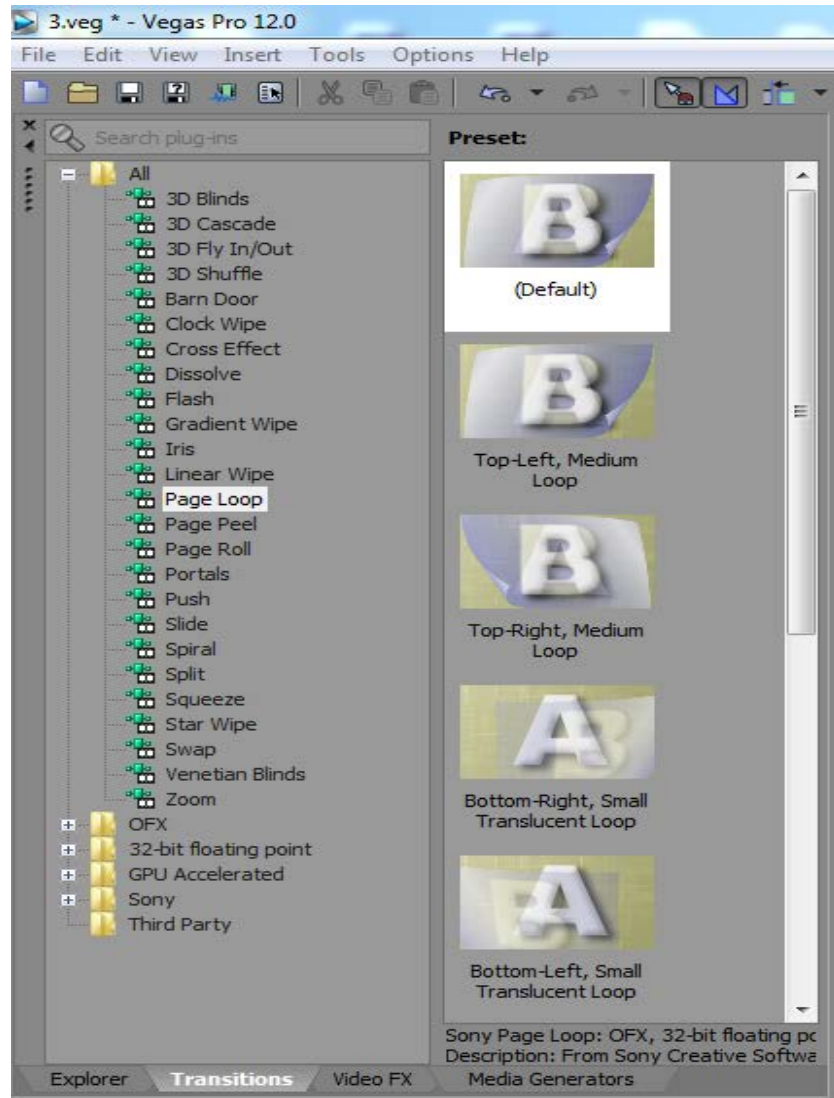 3.veg * - Vegas Pro 12.0
File Edit View Insert Tools Options Help
Search plug-ins
All
3D Blinds
3D Cascade
3D Fly In/Out
3D Shuffle
Barn Door
Clock Wipe
Cross Effect
Dissolve
Flash
Gradient Wipe
Iris
Linear Wipe
Page Loop
Page Peel
Page Roll
Portals
Push
Slide
Spiral
Split
Squeeze
Star Wipe
Swap
Venetian Blinds
Zoom
OFX
32-bit floating point
GPU Accelerated
Sony
Third Party
Preset:
B
(Default)
B
Top-Left, Medium
Loop
B
Top-Right, Medium
Loop
A B
Bottom-Right, Small
Translucent Loop
B A
Bottom-Left, Small
Translucent Loop
Sony Page Loop: OFX, 32-bit floating po
Description: From Sony Creative Softwa
Explorer Transitions Video FX Media Generators